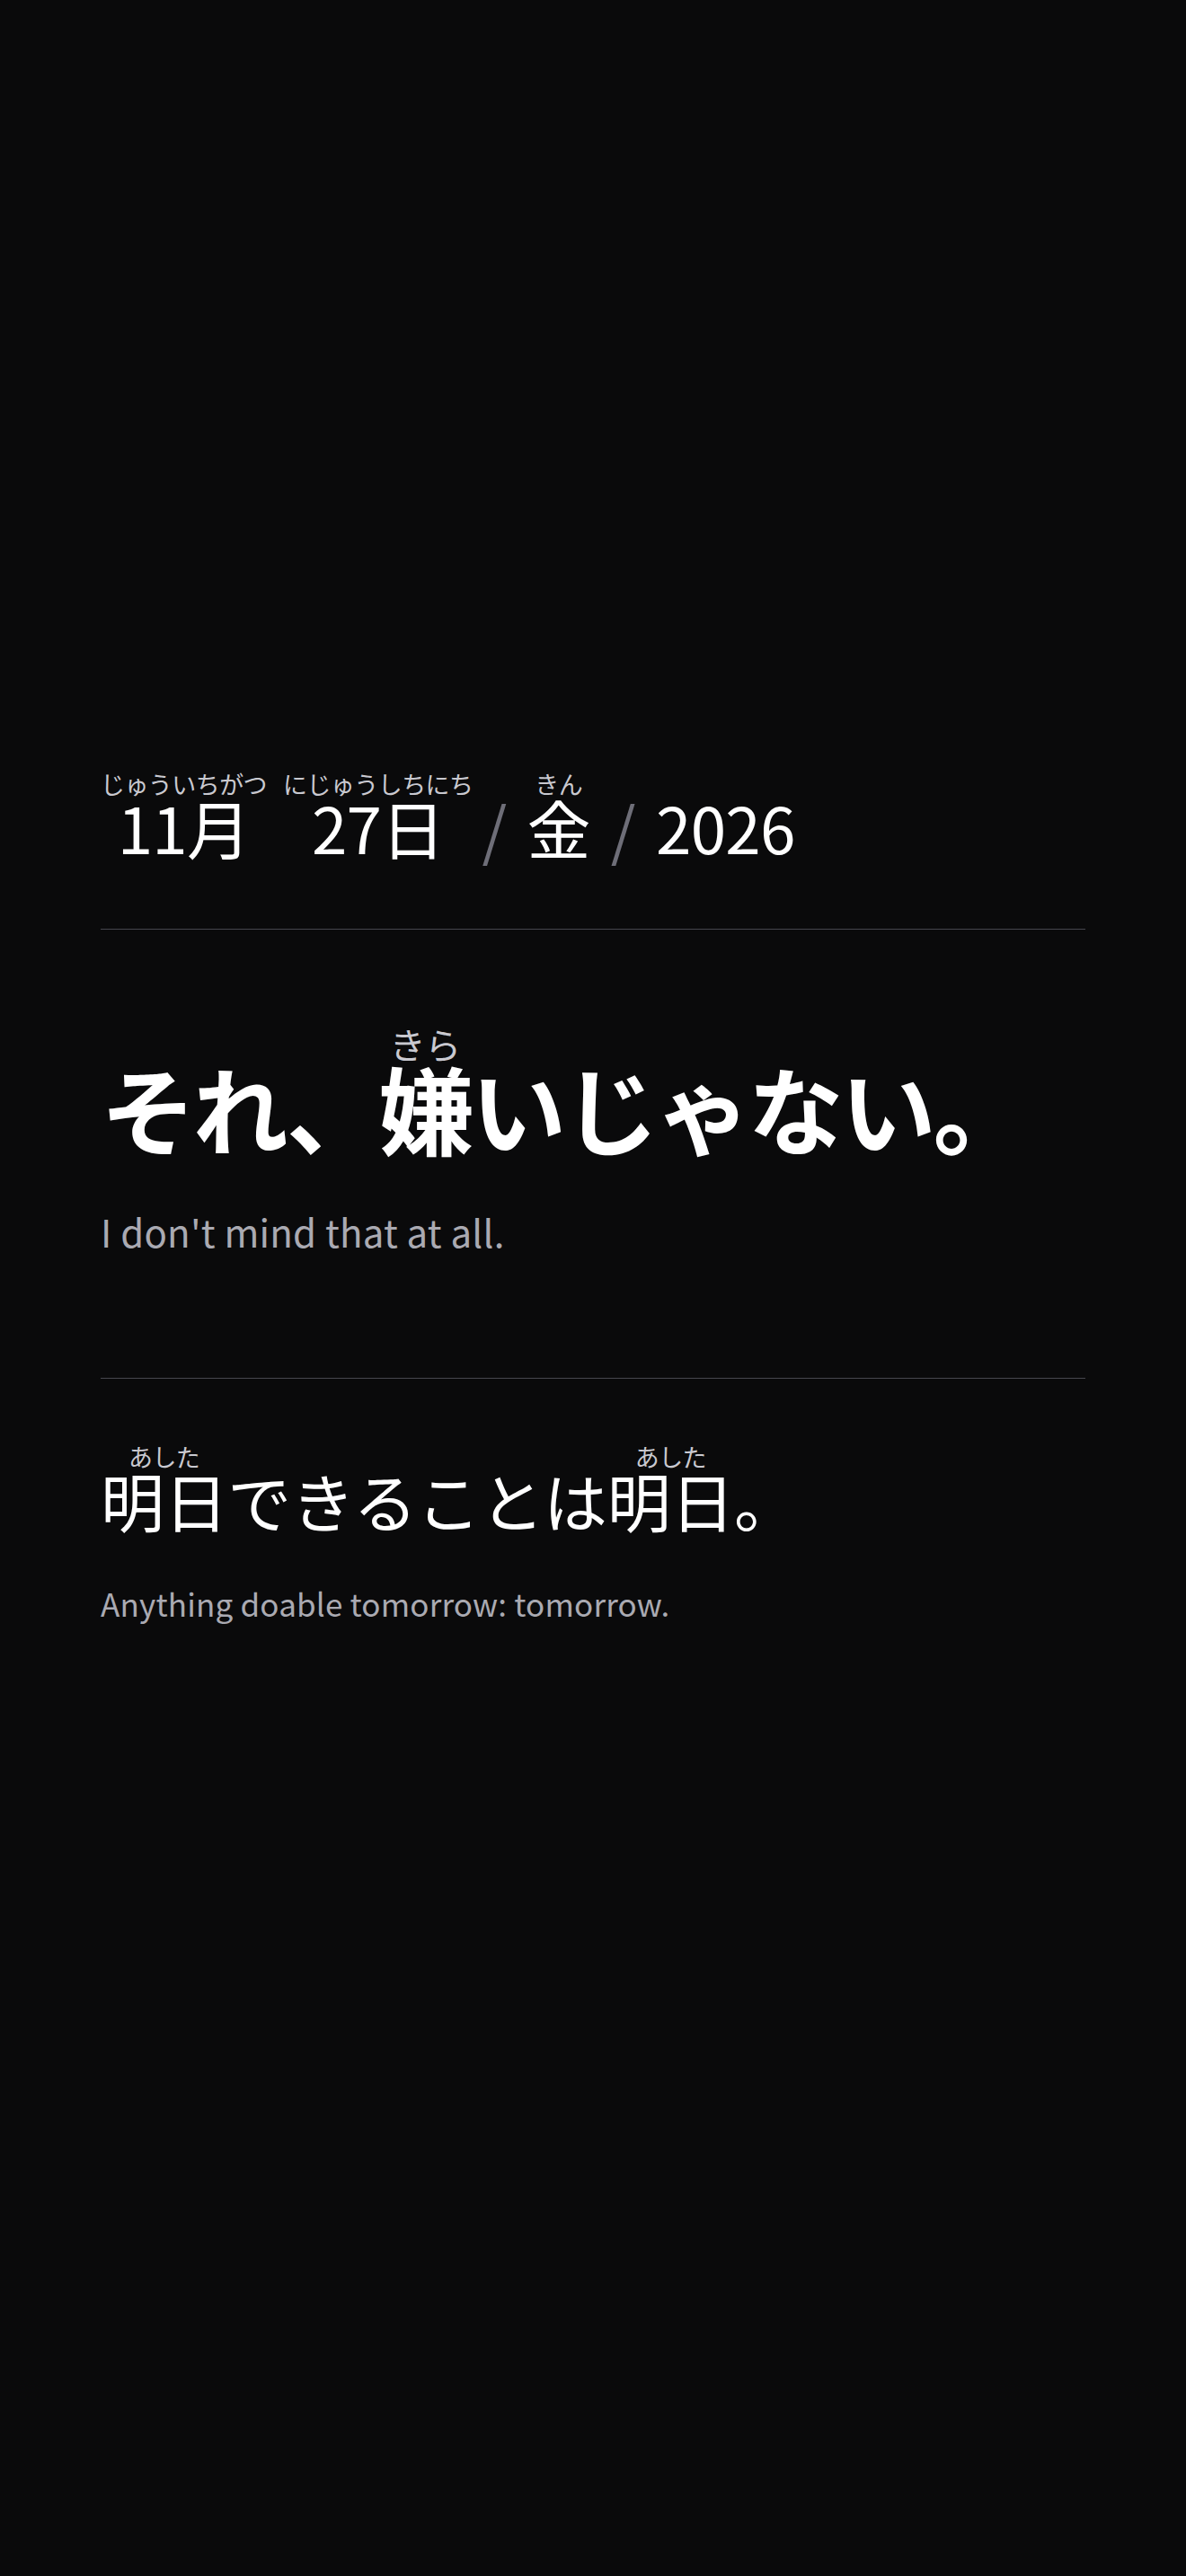 じゅういちがつ にじゅうしちにち きん
11月 27日 / 金 / 2026
きら
それ、嫌いじゃない。
I don't mind that at all.
あした あした
明日できることは明日。
Anything doable tomorrow: tomorrow.